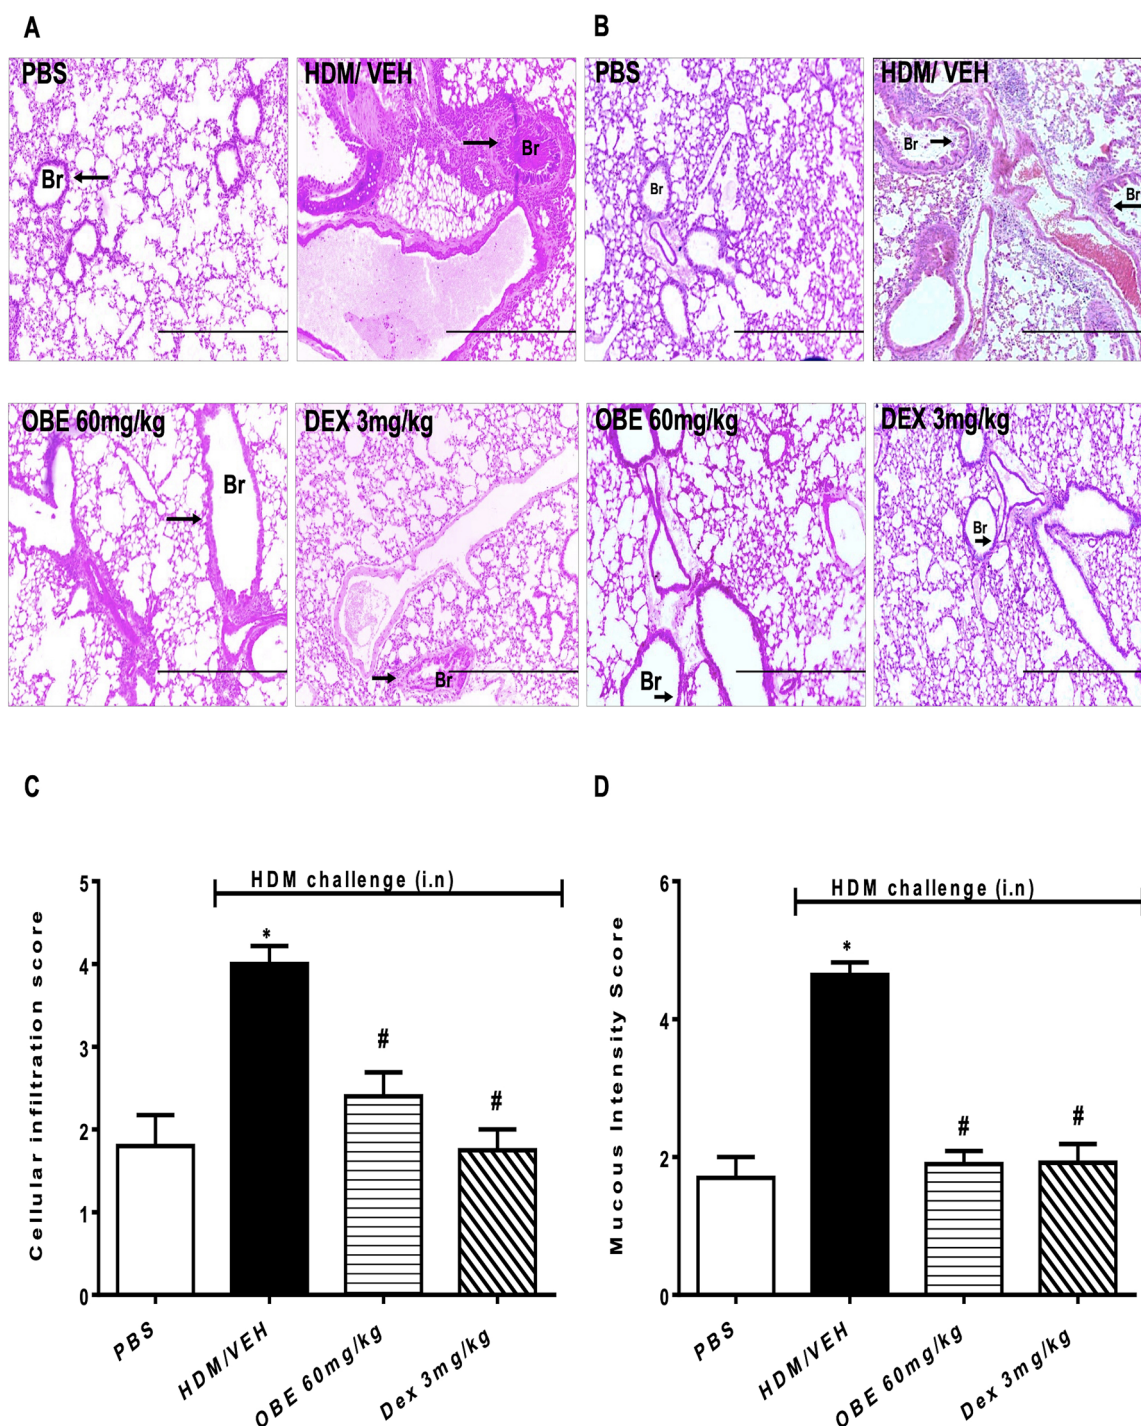 A
B
PBS
HDM/ VEH
PBS
HDM/ VEH
Br
Br
Br
Br
Br
OBE 60mg/kg
DEX 3mg/kg
OBE 60mg/kg
DEX 3mg/kg
Br
Br
Br
Br
C
D
HDM challenge (i.n)
HDM challenge (i.n)
Cellular infiltration score
5
4
3
2
1
0
*
#
#
PBS
HDM/VEH
OBE 60mg/kg
Dex 3mg/kg
Mucous Intensity Score
6
4
2
0
*
#
#
PBS
HDM/VEH
OBE 60mg/kg
Dex 3mg/kg